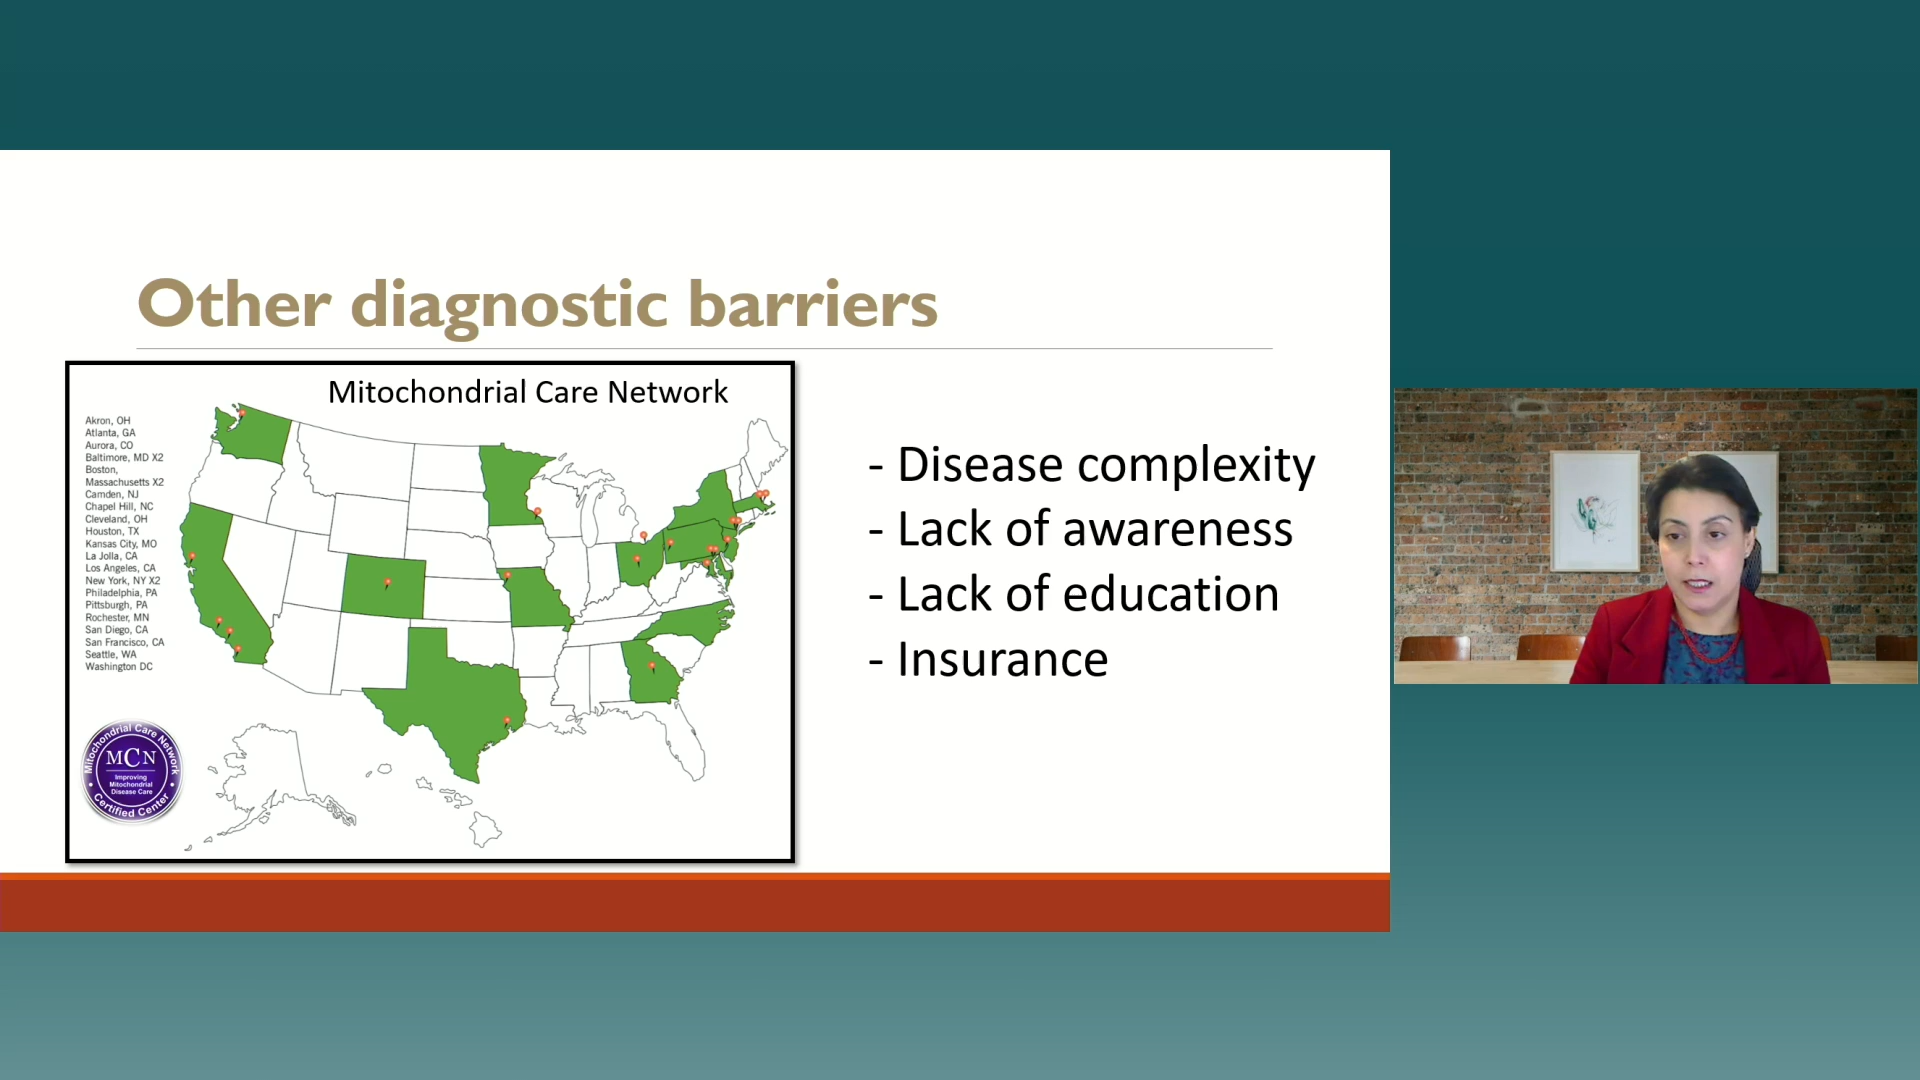 Other diagnostic barriers
Mitochondrial Care Network
Akron, OH
Atlanta, GA
Aurora, CO
Baltimore, MD X2
Boston,
Massachusetts X2
Camden, NJ
Chapel Hill, NC
Cleveland, OH
Houston, TX
Kansas City, MO
La Jolla, CA
Los Angeles, CA
New York, NY X2
Philadelphia, PA
Pittsburgh, PA
Rochester, MN
San Diego, CA
San Francisco, CA
Seattle, WA
Washington DC
Mitochondrial Care Network
MCN
Improving
Mitochondrial
Disease Care
Certified Center
- Disease complexity
- Lack of awareness
- Lack of education
- Insurance